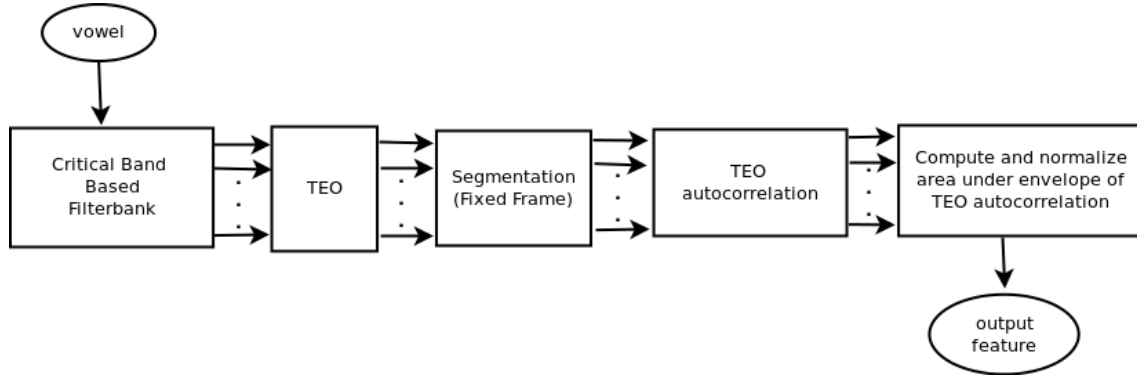 vowel
Critical Band
Based
Filterbank
TEO
Segmentation
(Fixed Frame)
TEO
autocorrelation
Compute and normalize
area under envelope of
TEO autocorrelation
output
feature